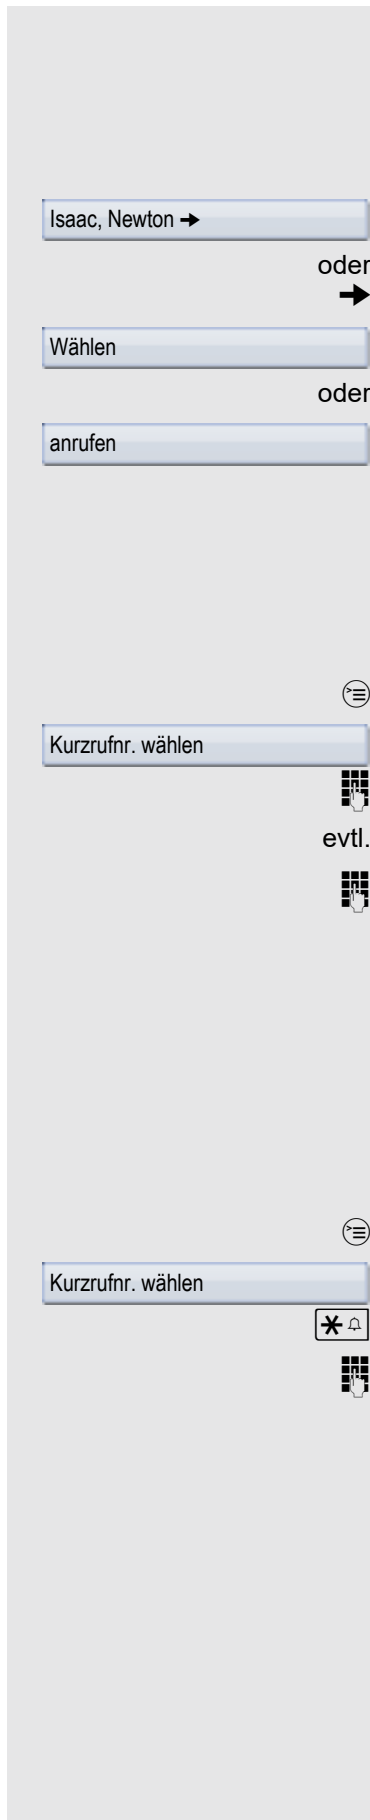 Isaac, Newton →
oder
→
Wählen
oder
anrufen
Kurzrufnr. wählen
evtl.
Kurzrufnr. wählen
*